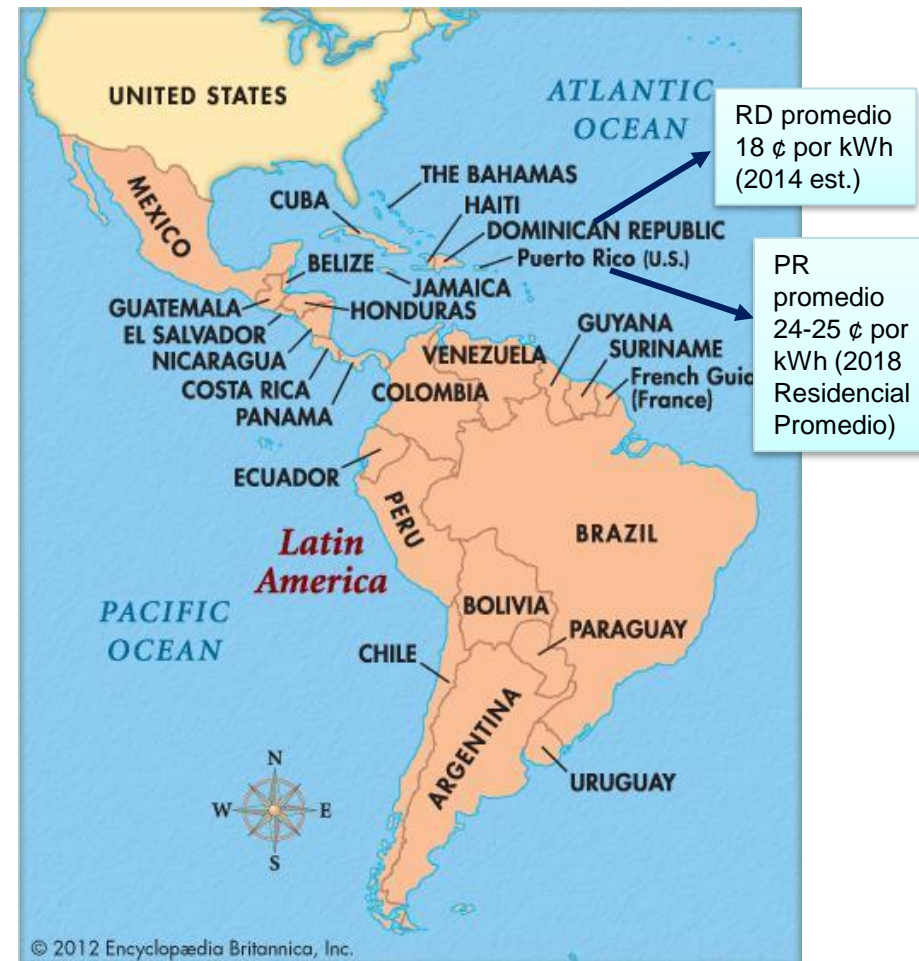 UNITED STATES
ATLANTIC
OCEAN
RD promedio
18 ¢ por kWh
(2014 est.)
MEXICO
THE BAHAMAS
CUBA
HAITI
DOMINICAN REPUBLIC
Puerto Rico (U.S.)
BELIZE
JAMAICA
PR
promedio
24-25 ¢ por
kWh (2018
Residencial
Promedio)
GUATEMALA
HONDURAS
EL SALVADOR
NICARAGUA
COSTA RICA
PANAMA
GUYANA
SURINAME
French Guia
(France)
VENEZUELA
COLOMBIA
ECUADOR
PERU
BRAZIL
Latin
America
BOLIVIA
PACIFIC
OCEAN
PARAGUAY
CHILE
ARGENTINA
URUGUAY
N
W
E
S
© 2012 Encyclopædia Britannica, Inc.